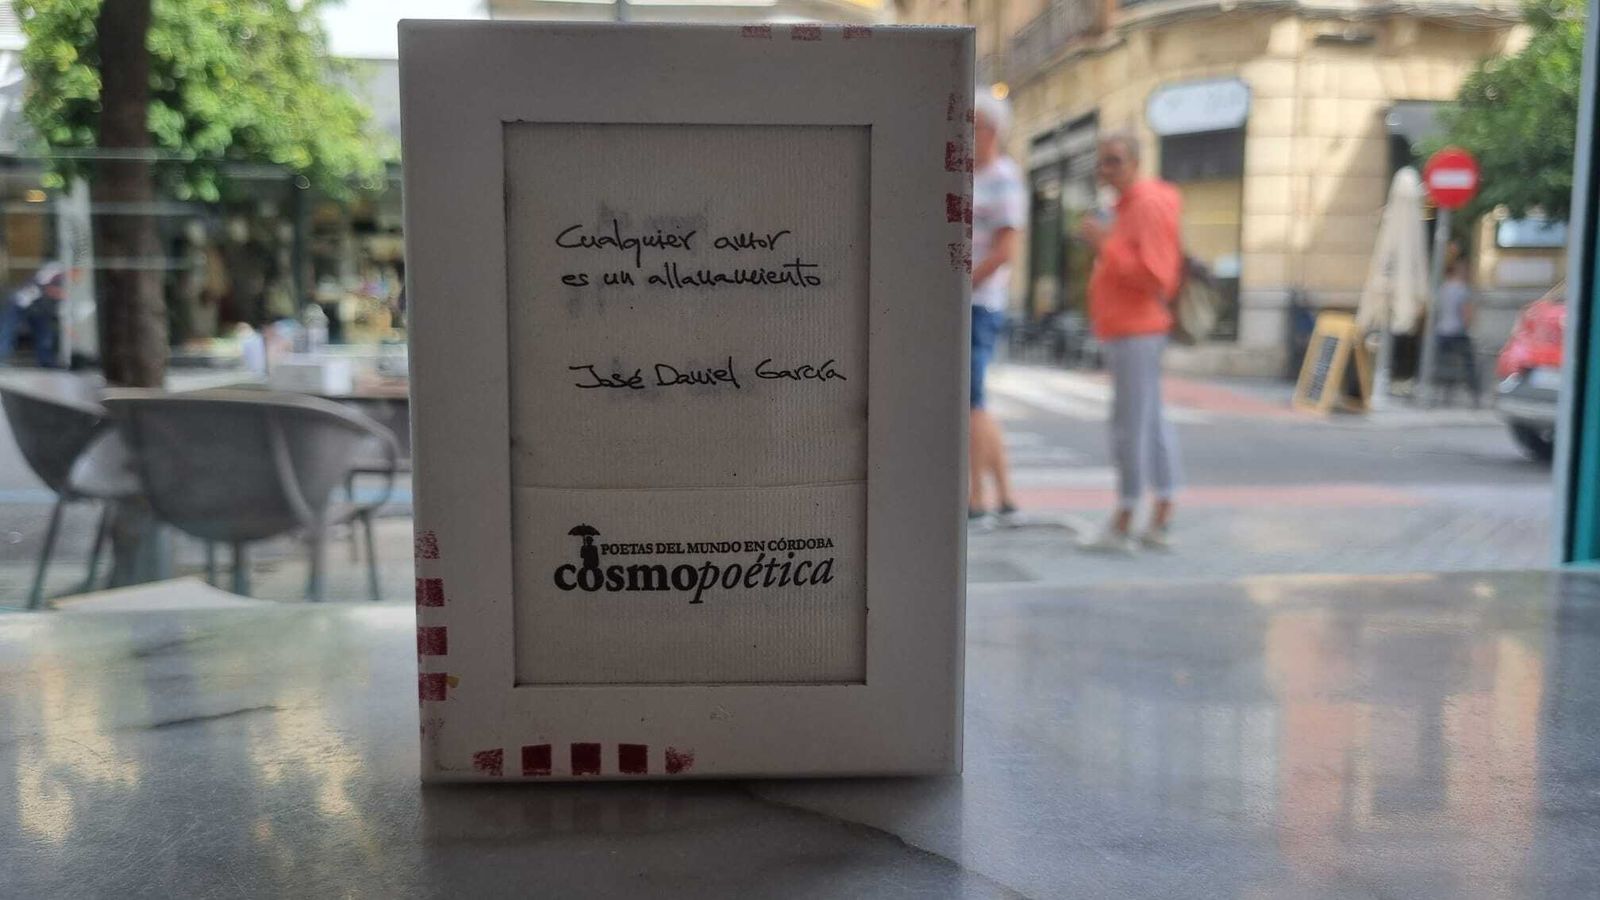 Cualquier autor
es un allanamiento
José Daniel García
POETAS DEL MUNDO EN CÓRDOBA
cosmopoética